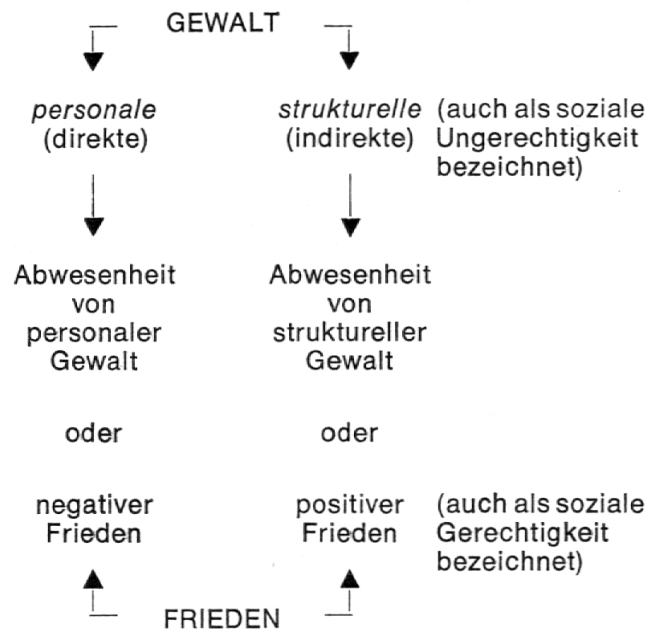 GEWALT
personale
(direkte)
strukturelle
(indirekte)
(auch als soziale
Ungerechtigkeit
bezeichnet)
Abwesenheit
von
personaler
Gewalt
Abwesenheit
von
struktureller
Gewalt
oder
oder
negativer
Frieden
positiver
Frieden
(auch als soziale
Gerechtigkeit
bezeichnet)
FRIEDEN